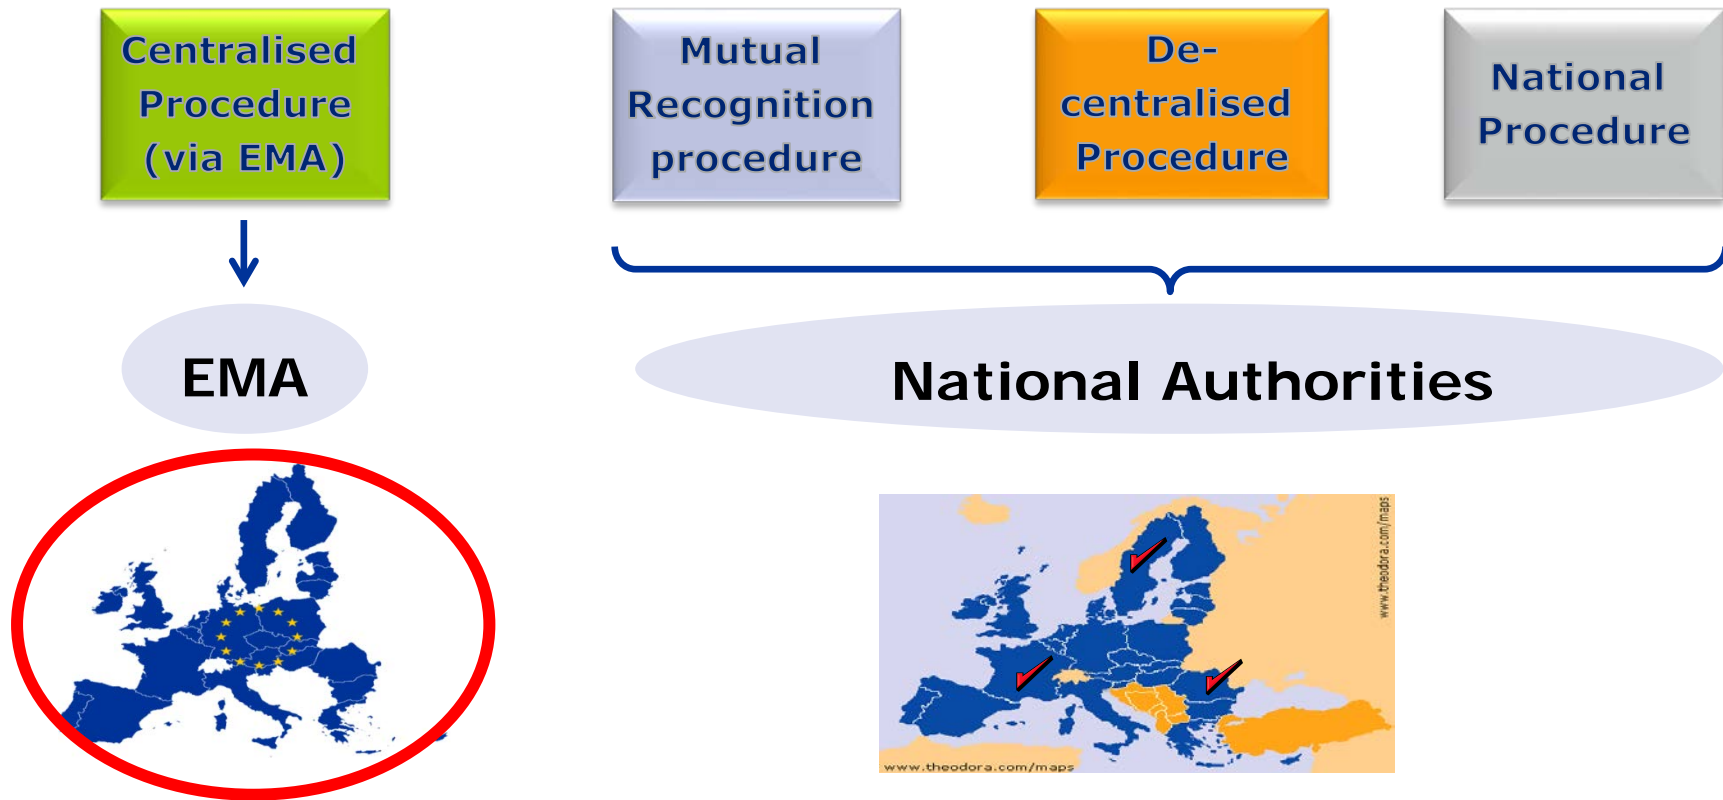 Centralised
Procedure
(via EMA)
Mutual
Recognition
procedure
De-
centralised
Procedure
National
Procedure
EMA
National Authorities
www.theodora.com/maps
www.theodora.com/maps